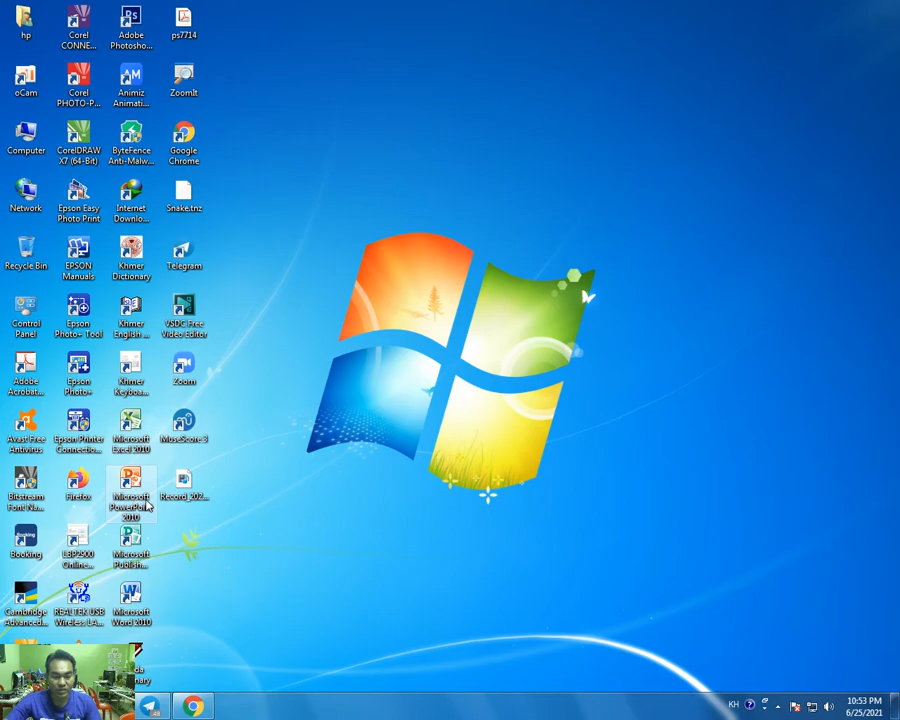 hp
Corel
CONNE...
Adobe
Photosho...
ps7714
oCam
Corel
PHOTO-P...
Animiz
Animati...
ZoomIt
Computer
CorelDRAW
X7 (64-Bit)
ByteFence
Anti-Malw...
Google
Chrome
Network
Epson Easy
Photo Print
Internet
Downlo...
Snake.tnz
Recycle Bin
EPSON
Manuals
Khmer
Dictionary
Telegram
Control
Panel
Epson
Photo+ Tool
Khmer
English ...
VSDC Free
Video Editor
Adobe
Acrobat...
Epson
Photo+
Khmer
Keyboa...
Zoom
Avast Free
Antivirus
Epson Printer
Connectio...
Microsoft
Excel 2010
MuseScore 3
Bitstream
Font Na...
Firefox
Microsoft
PowerPoint
2010
Record_202...
Booking
LBP2900
Online...
Microsoft
Publish...
Cambridge
Advanced...
REALTEK USB
Wireless LA...
Microsoft
Word 2010
KH
10:53 PM
6/25/2021